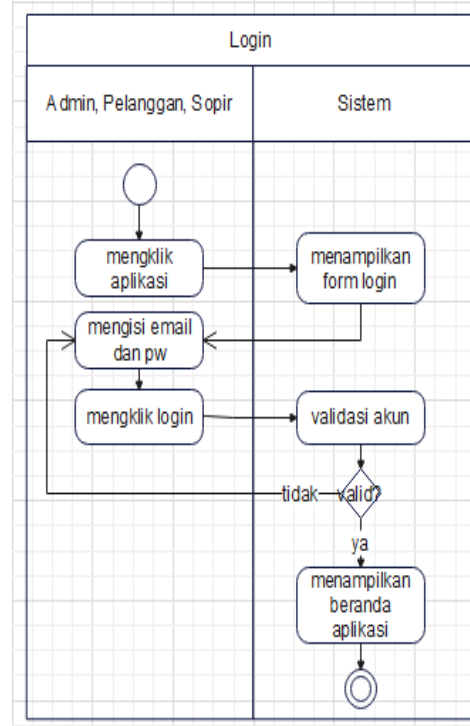 Login
Admin, Pelanggan, Sopir
Sistem
mengklik
aplikasi
menampilkan
form login
mengisi email
dan pw
mengklik login
validasi akun
tidak
valid?
ya
menampilkan
beranda
aplikasi